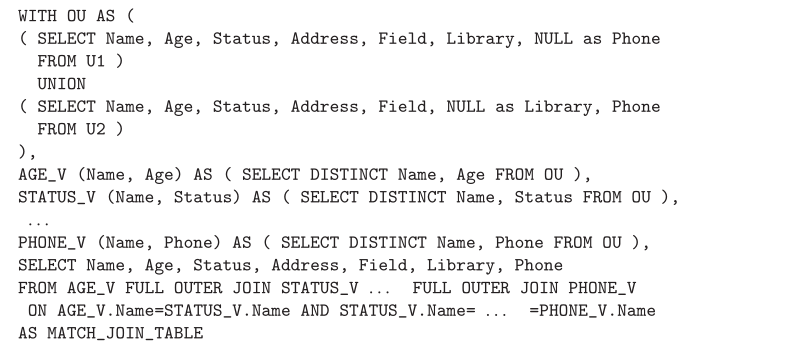 WITH OU AS (
( SELECT Name, Age, Status, Address, Field, Library, NULL as Phone
FROM U1 )
UNION
( SELECT Name, Age, Status, Address, Field, NULL as Library, Phone
FROM U2 )
),
AGE_V (Name, Age) AS ( SELECT DISTINCT Name, Age FROM OU ),
STATUS_V (Name, Status) AS ( SELECT DISTINCT Name, Status FROM OU ),
...
PHONE_V (Name, Phone) AS ( SELECT DISTINCT Name, Phone FROM OU ),
SELECT Name, Age, Status, Address, Field, Library, Phone
FROM AGE_V FULL OUTER JOIN STATUS_V ... FULL OUTER JOIN PHONE_V
ON AGE_V.Name=STATUS_V.Name AND STATUS_V.Name= ... =PHONE_V.Name
AS MATCH_JOIN_TABLE